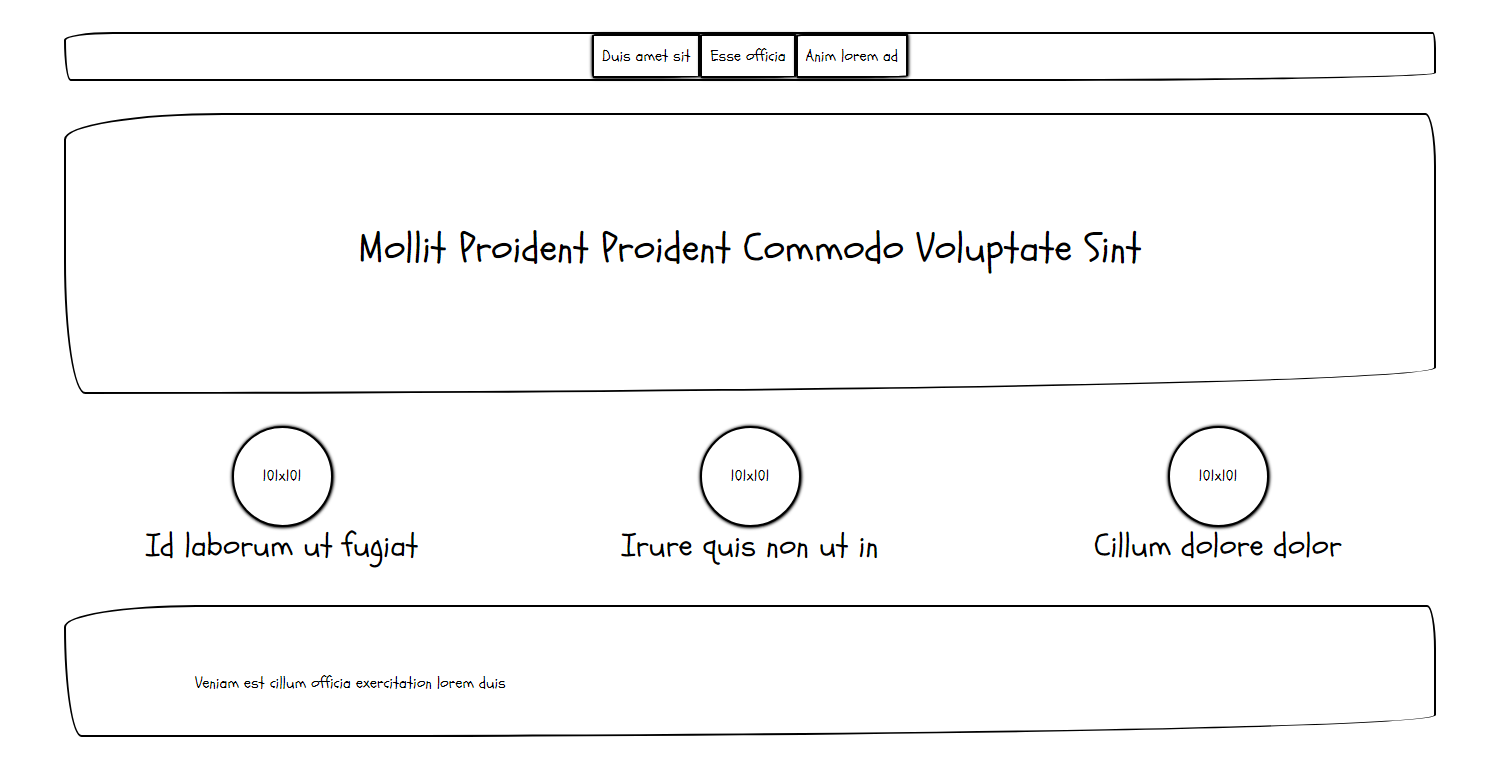 Duis amet sit Esse officia Anim lorem ad
Mollit Proident Proident Commodo Voluptate Sint
101x101 101x101 101x101
Id laborum ut fugiat Irure quis non ut in Cillum dolore dolor
Veniam est cillum officia exercitation lorem duis